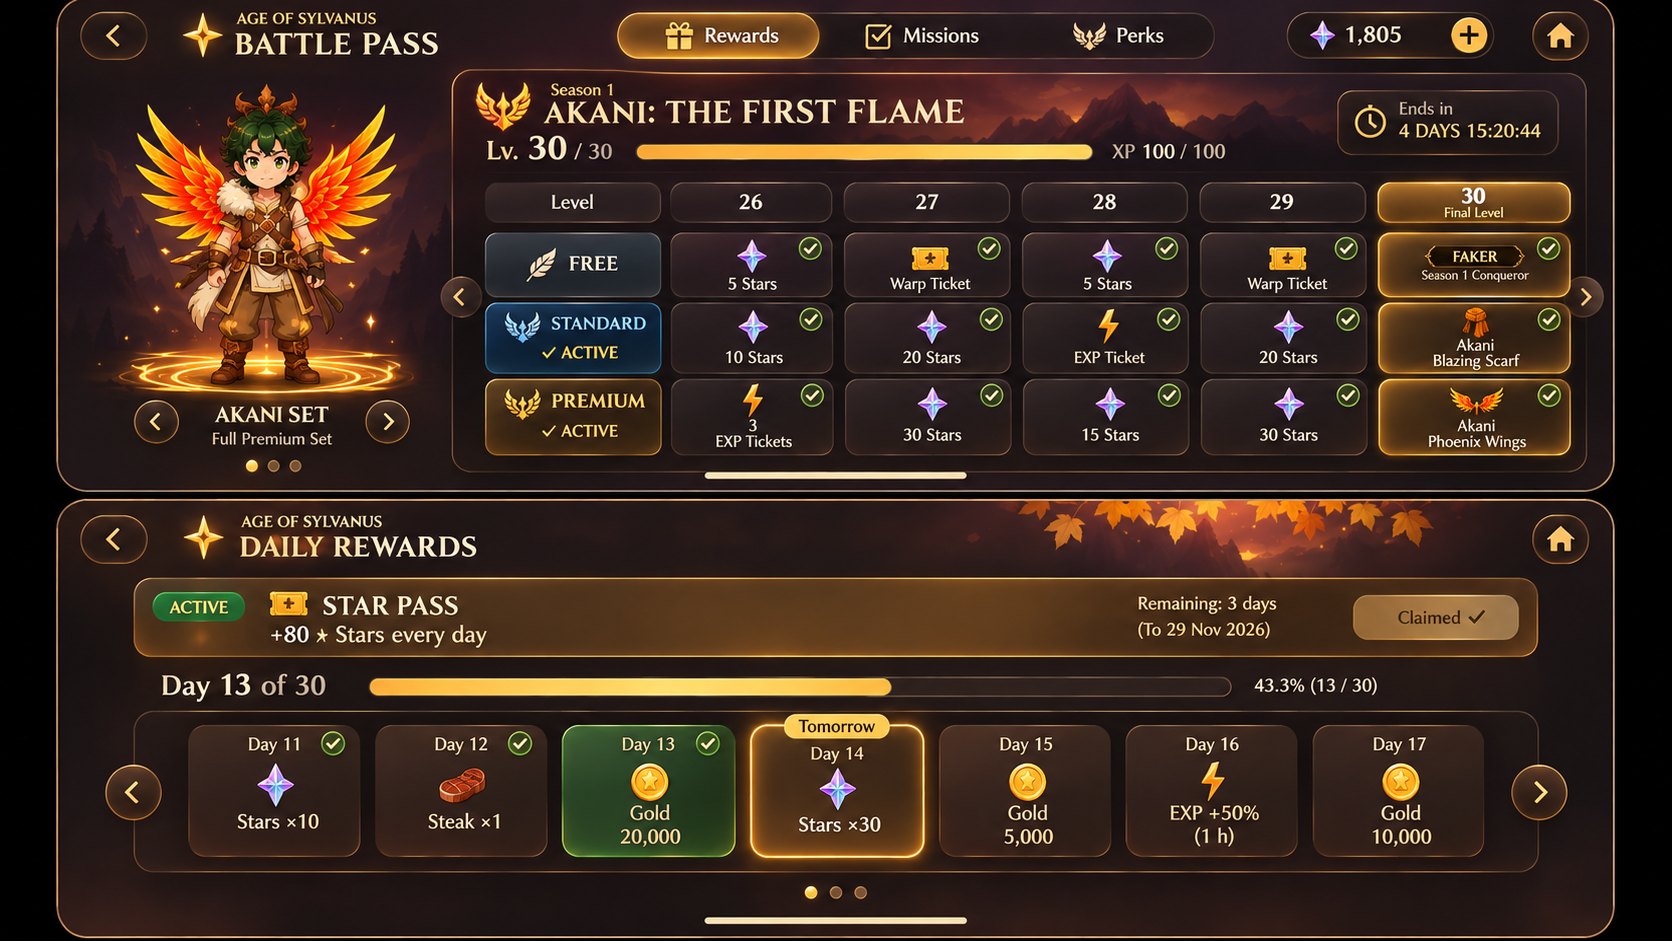 AGE OF SYLVANUS
BATTLE PASS
Rewards
Missions
Perks
1,805
AKANI SET
Full Premium Set
Season 1
AKANI: THE FIRST FLAME
Lv. 30 / 30
XP 100 / 100
Ends in
4 DAYS 15:20:44
Level
26
27
28
29
30
Final Level
FREE
5 Stars
Warp Ticket
5 Stars
Warp Ticket
FAKER
Season 1 Conqueror
STANDARD
✓ ACTIVE
10 Stars
20 Stars
EXP Ticket
20 Stars
Akani
Blazing Scarf
PREMIUM
✓ ACTIVE
3
EXP Tickets
30 Stars
15 Stars
30 Stars
Akani
Phoenix Wings
AGE OF SYLVANUS
DAILY REWARDS
ACTIVE
STAR PASS
+80 ★ Stars every day
Remaining: 3 days
(To 29 Nov 2026)
Claimed ✓
Day 13 of 30
43.3% (13 / 30)
Day 11
Stars ×10
Day 12
Steak ×1
Day 13
Gold
20,000
Tomorrow
Day 14
Stars ×30
Day 15
Gold
5,000
Day 16
EXP +50%
(1 h)
Day 17
Gold
10,000